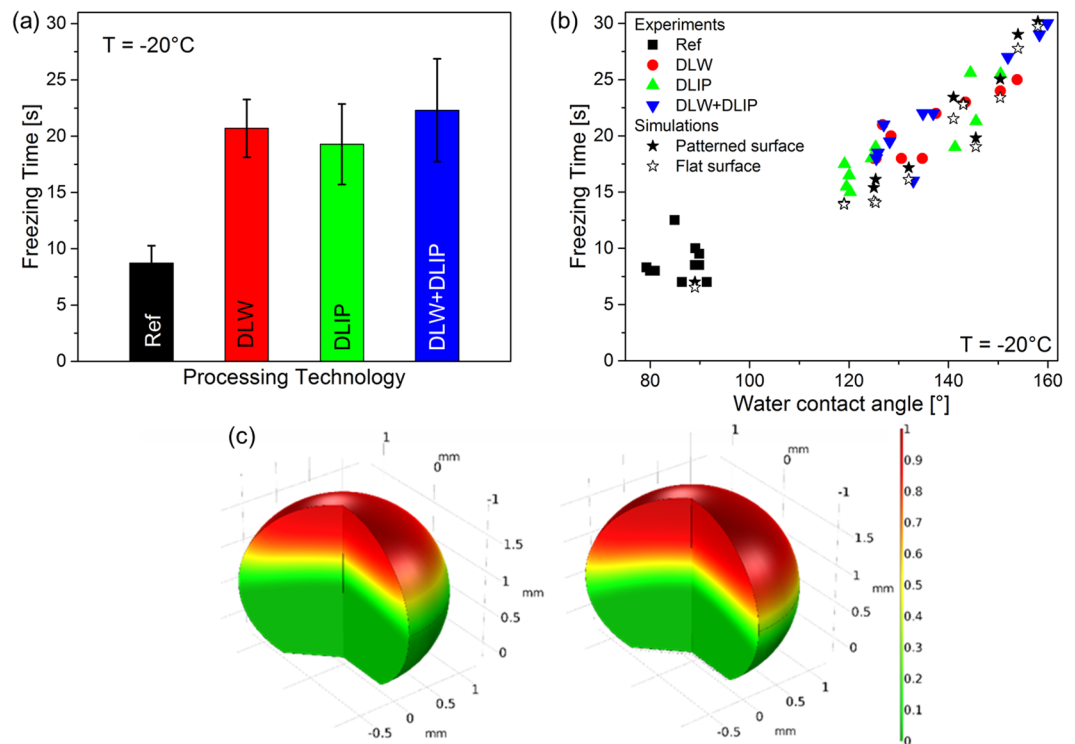 (a)
T = -20°C
Freezing Time [s]
30
25
20
15
10
5
0
Ref
DLW
DLIP
DLW+DLIP
Processing Technology
(b)
Experiments
Ref
DLW
DLIP
DLW+DLIP
Simulations
Patterned surface
Flat surface
Freezing Time [s]
30
25
20
15
10
5
0
T = -20°C
80 100 120 140 160
Water contact angle [°]
(c)
1
mm
0
-1
1.5
1
mm
0.5
0
1
0.5
0
mm
-0.5
1
mm
0
-1
1.5
1
mm
0.5
0
1
0.5
0
mm
-0.5
1
0.9
0.8
0.7
0.6
0.5
0.4
0.3
0.2
0.1
0